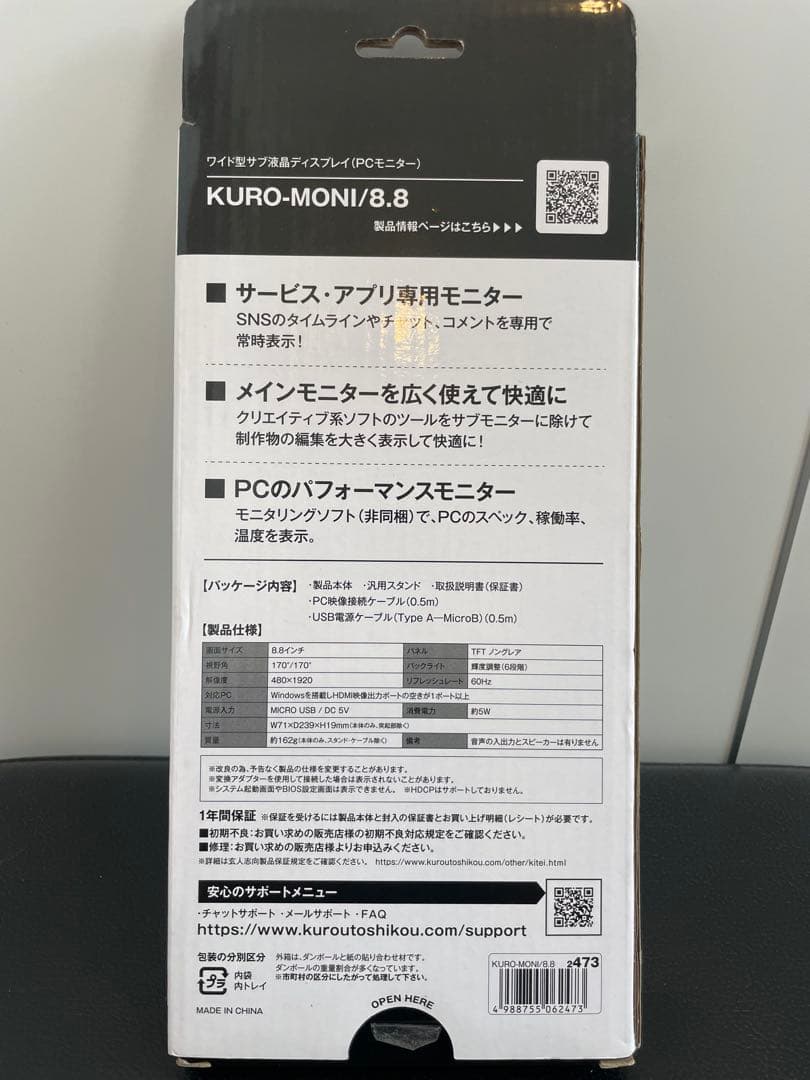 ワイド型サブ液晶ディスプレイ(PCモニター)
KURO-MONI/8.8
製品情報ページはこちら▶▶▶
■ サービス・アプリ専用モニター
SNSのタイムラインやチャット、コメントを専用で
常時表示!
■ メインモニターを広く使えて快適に
クリエイティブ系ソフトのツールをサブモニターに除けて
制作物の編集を大きく表示して快適に!
■ PCのパフォーマンスモニター
モニタリングソフト(非同梱)で、PCのスペック、稼働率、
温度を表示。
【パッケージ内容】 ・製品本体 ・汎用スタンド ・取扱説明書(保証書)
・PC映像接続ケーブル(0.5m)
・USB電源ケーブル(Type A—MicroB)(0.5m)
【製品仕様】
画面サイズ 8.8インチ パネル TFT ノングレア
視野角 170°/170° バックライト 輝度調整(6段階)
解像度 480×1920 リフレッシュレート 60Hz
対応PC Windowsを搭載しHDMI映像出力ポートの空きが1ポート以上
電源入力 MICRO USB / DC 5V 消費電力 約5W
寸法 W71×D239×H19mm(本体のみ、突起部除く)
質量 約162g(本体のみ、スタンド・ケーブル除く) 備考 音声の入出力とスピーカーは有りません
※改良の為、予告なく製品の仕様を変更することがあります。
※変換アダプターを使用して接続した場合は表示されないことがあります。
※システム起動画面やBIOS設定画面は表示できません。 ※HDCPはサポートしておりません。
1年間保証 ※保証を受けるには製品本体と封入の保証書とお買い上げ明細(レシート)が必要です。
■初期不良:お買い求めの販売店様の初期不良対応規定をご確認ください。
■修理:お買い求めの販売店様よりお申込みください。
※詳細は玄人志向製品保証規定をご確認ください。 https://www.kuroutoshikou.com/other/kitei.html
安心のサポートメニュー
・チャットサポート ・メールサポート ・FAQ
https://www.kuroutoshikou.com/support
包装の分別区分 外箱は、ダンボールと紙の貼り合わせ材です。
ダンボールの重量割合が多くなっています。
※市町村の区分にしたがって処理して下さい。
プラ 内袋
内トレイ
MADE IN CHINA
OPEN HERE
KURO-MONI/8.8 2473
4 988755 062473